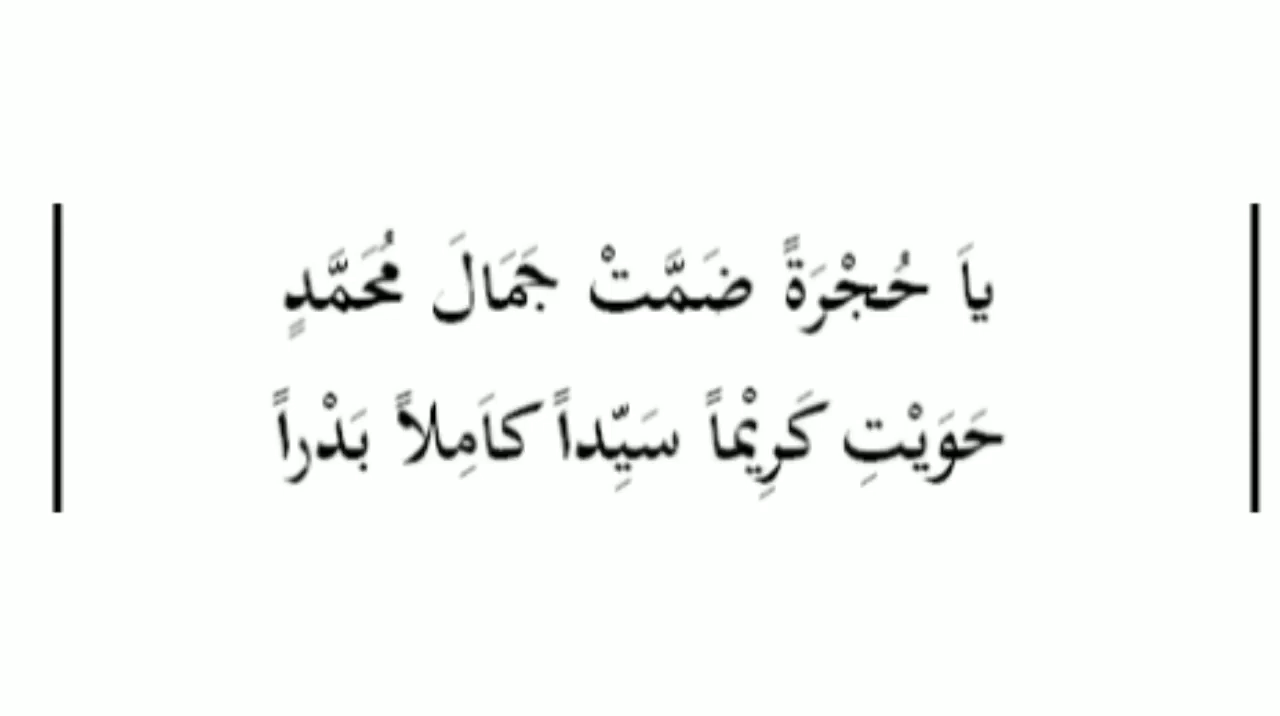 ياَ حُجْرَةً ضَمَّتْ جَمَالَ مُحَمَّدٍ
حَوَيْتِ كَرِيْماً سَيِّداً كاَمِلاً بَدْراً